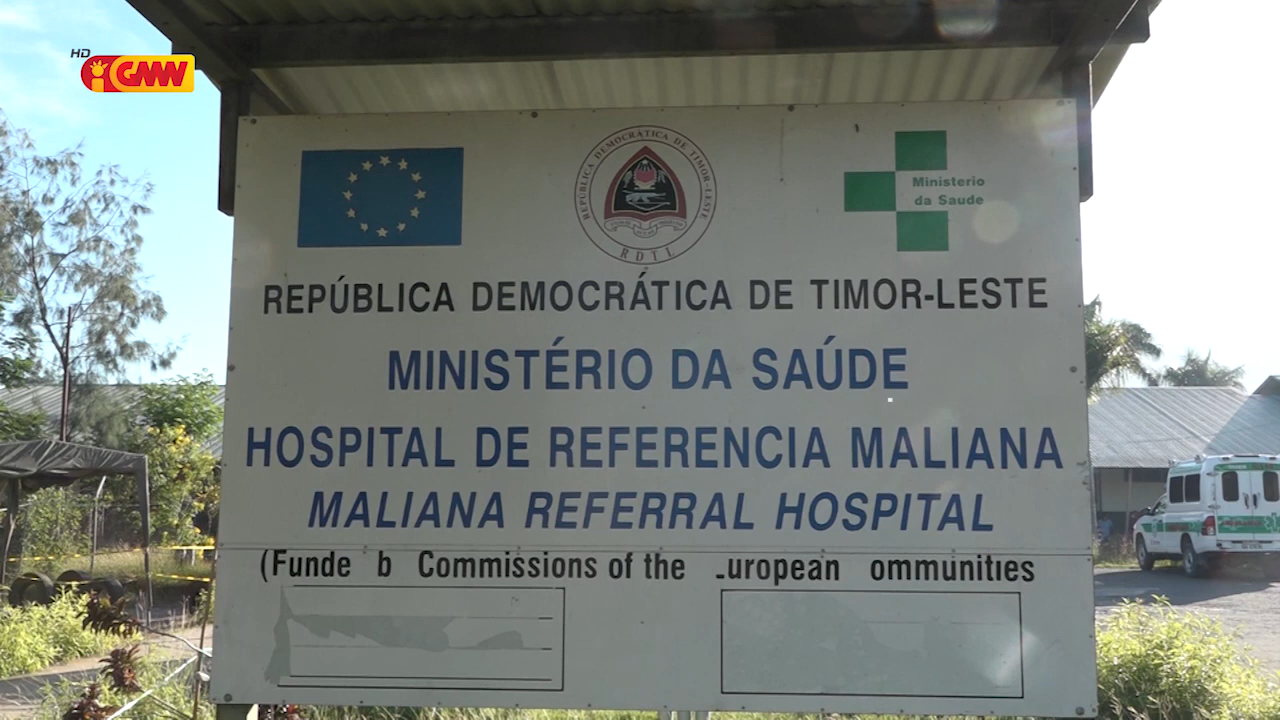 HD
GMN
REPÚBLICA DEMOCRÁTICA DE TIMOR-LESTE
RDTL
Ministerio
da Saude
REPÚBLICA DEMOCRÁTICA DE TIMOR-LESTE
MINISTÉRIO DA SAÚDE
HOSPITAL DE REFERENCIA MALIANA
MALIANA REFERRAL HOSPITAL
(Funde b Commissions of the uropean ommunities